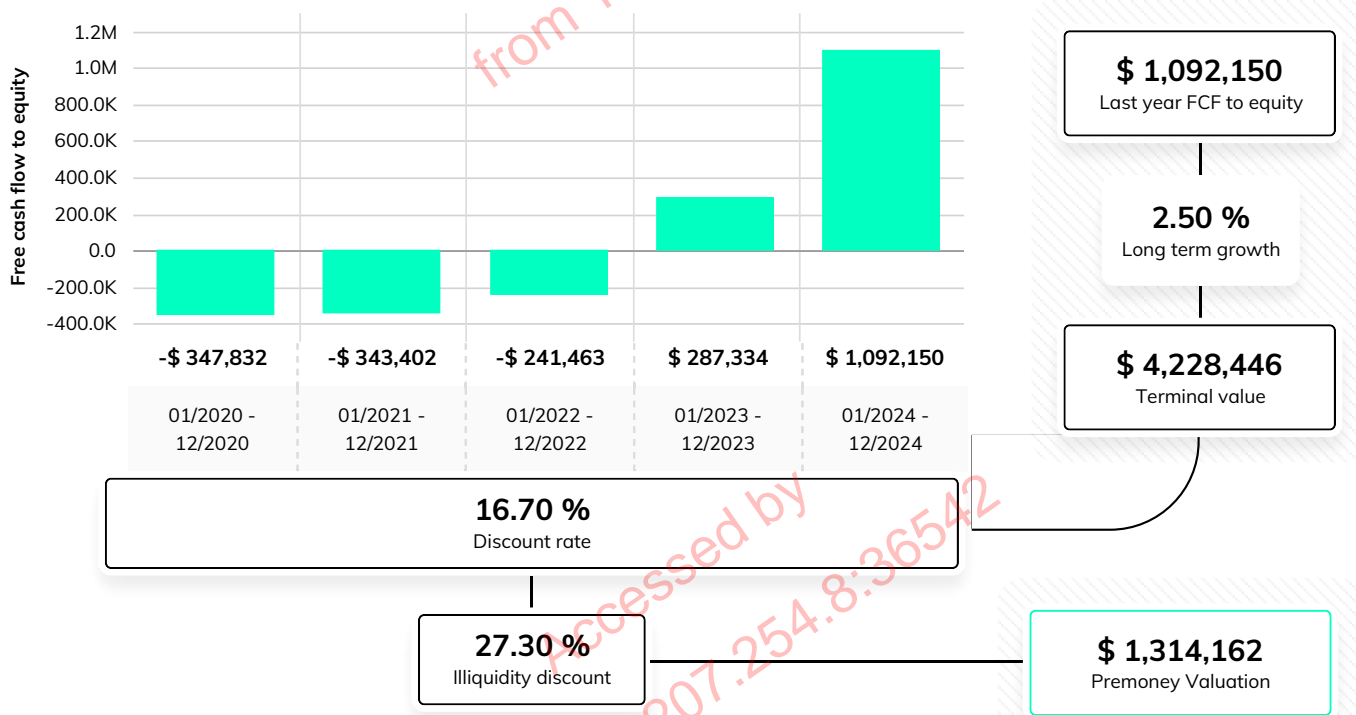 Free cash flow to equity
1.2M
1.0M
800.0K
600.0K
400.0K
200.0K
0.0
-200.0K
-400.0K
-$ 347,832
-$ 343,402
-$ 241,463
$ 287,334
$ 1,092,150
01/2020 -
12/2020
01/2021 -
12/2021
01/2022 -
12/2022
01/2023 -
12/2023
01/2024 -
12/2024
16.70 %
Discount rate
27.30 %
Illiquidity discount
$ 1,092,150
Last year FCF to equity
2.50 %
Long term growth
$ 4,228,446
Terminal value
$ 1,314,162
Premoney Valuation
from
Accessed by
207.254.8:36542